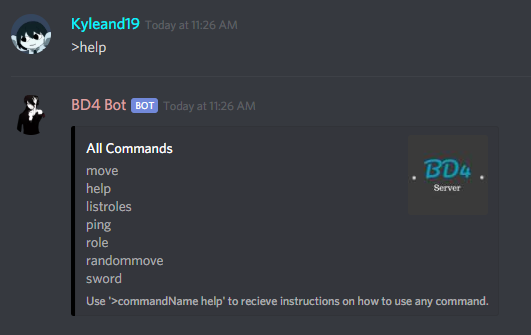 Kyleand19 Today at 11:26 AM
>help
BD4 Bot BOT Today at 11:26 AM
All Commands
move
help
listroles
ping
role
randommove
sword
Use '>commandName help' to recieve instructions on how to use any command.
BD4
Server